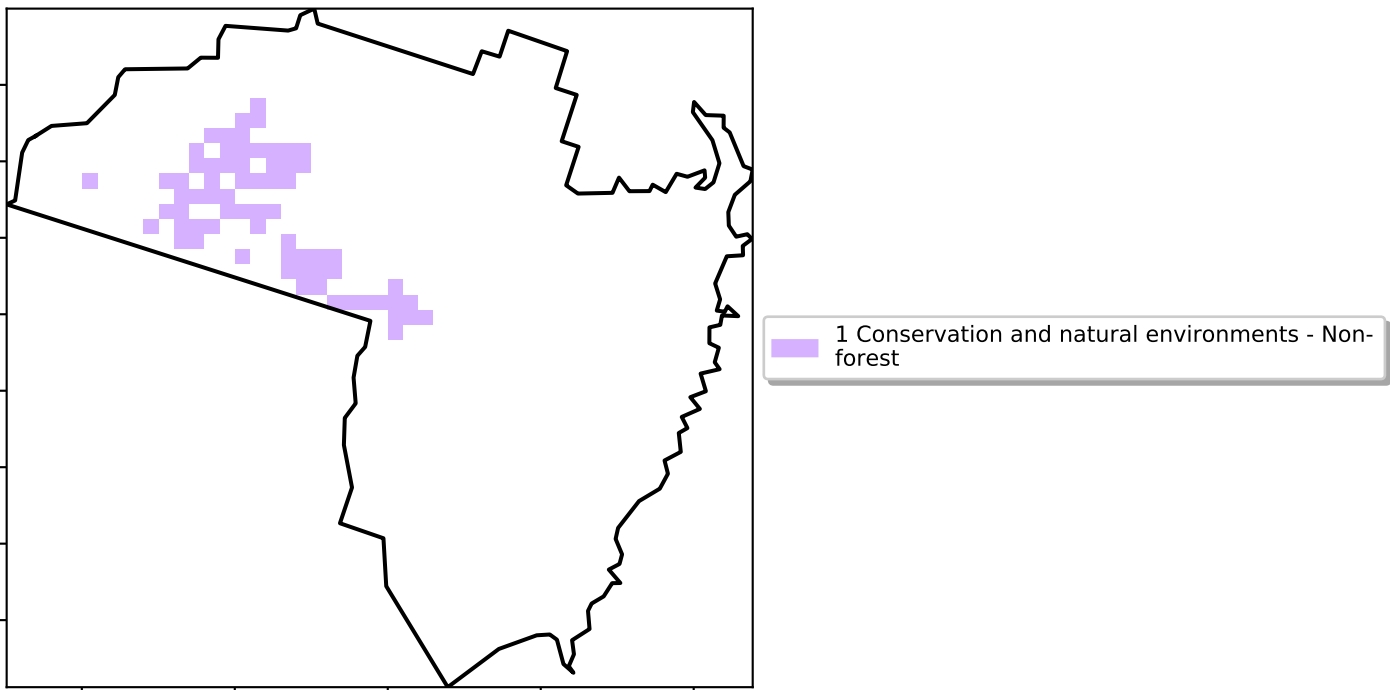 1 Conservation and natural environments - Non-
forest